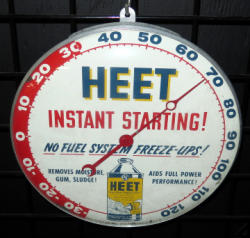 -30
-20
-10
0
10
20
30
40
50
60
70
80
90
100
110
120
HEET
INSTANT STARTING!
NO FUEL SYSTEM FREEZE-UPS!
REMOVES MOISTURE,
GUM, SLUDGE!
AIDS FULL POWER
PERFORMANCE!
HEET